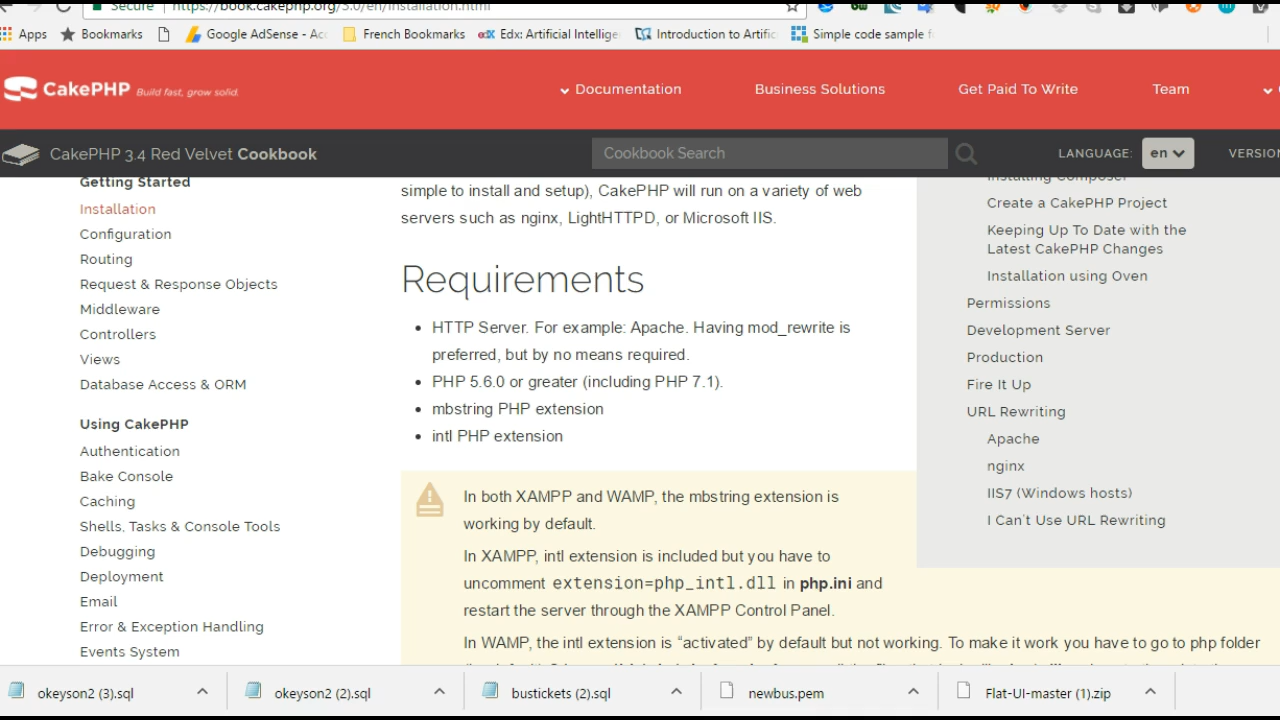 Secure https://book.cakephp.org/3.0/en/installation.html
Apps Bookmarks Google AdSense - Acc French Bookmarks edX Edx: Artificial Intellige Introduction to Artific Simple code sample f
CakePHP Build fast, grow solid.
Documentation Business Solutions Get Paid To Write Team
CakePHP 3.4 Red Velvet Cookbook Cookbook Search LANGUAGE: en VERSION
Getting Started
Installation
Configuration
Routing
Request & Response Objects
Middleware
Controllers
Views
Database Access & ORM
Using CakePHP
Authentication
Bake Console
Caching
Shells, Tasks & Console Tools
Debugging
Deployment
Email
Error & Exception Handling
Events System
simple to install and setup), CakePHP will run on a variety of web
servers such as nginx, LightHTTPD, or Microsoft IIS.
Requirements
• HTTP Server. For example: Apache. Having mod_rewrite is
preferred, but by no means required.
• PHP 5.6.0 or greater (including PHP 7.1).
• mbstring PHP extension
• intl PHP extension
In both XAMPP and WAMP, the mbstring extension is
working by default.
In XAMPP, intl extension is included but you have to
uncomment extension=php_intl.dll in php.ini and
restart the server through the XAMPP Control Panel.
In WAMP, the intl extension is “activated” by default but not working. To make it work you have to go to php folder
Installing Composer
Create a CakePHP Project
Keeping Up To Date with the
Latest CakePHP Changes
Installation using Oven
Permissions
Development Server
Production
Fire It Up
URL Rewriting
Apache
nginx
IIS7 (Windows hosts)
I Can't Use URL Rewriting
okeyson2 (3).sql okeyson2 (2).sql bustickets (2).sql newbus.pem Flat-UI-master (1).zip